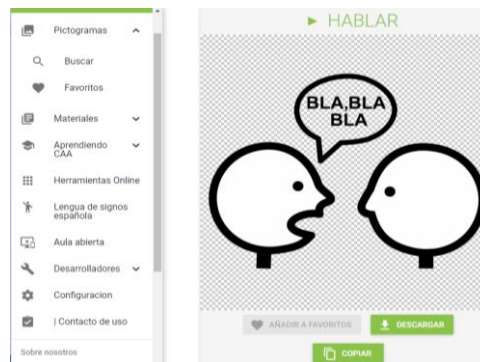 Pictogramas
Buscar
Favoritos
Materiales
Aprendiendo
CAA
Herramientas Online
Lengua de signos
española
Aula abierta
Desarrolladores
Configuracion
| Contacto de uso
Sobre nosotros
HABLAR
BLA,BLA
BLA
AÑADIR A FAVORITOS
DESCARGAR
COPIAR